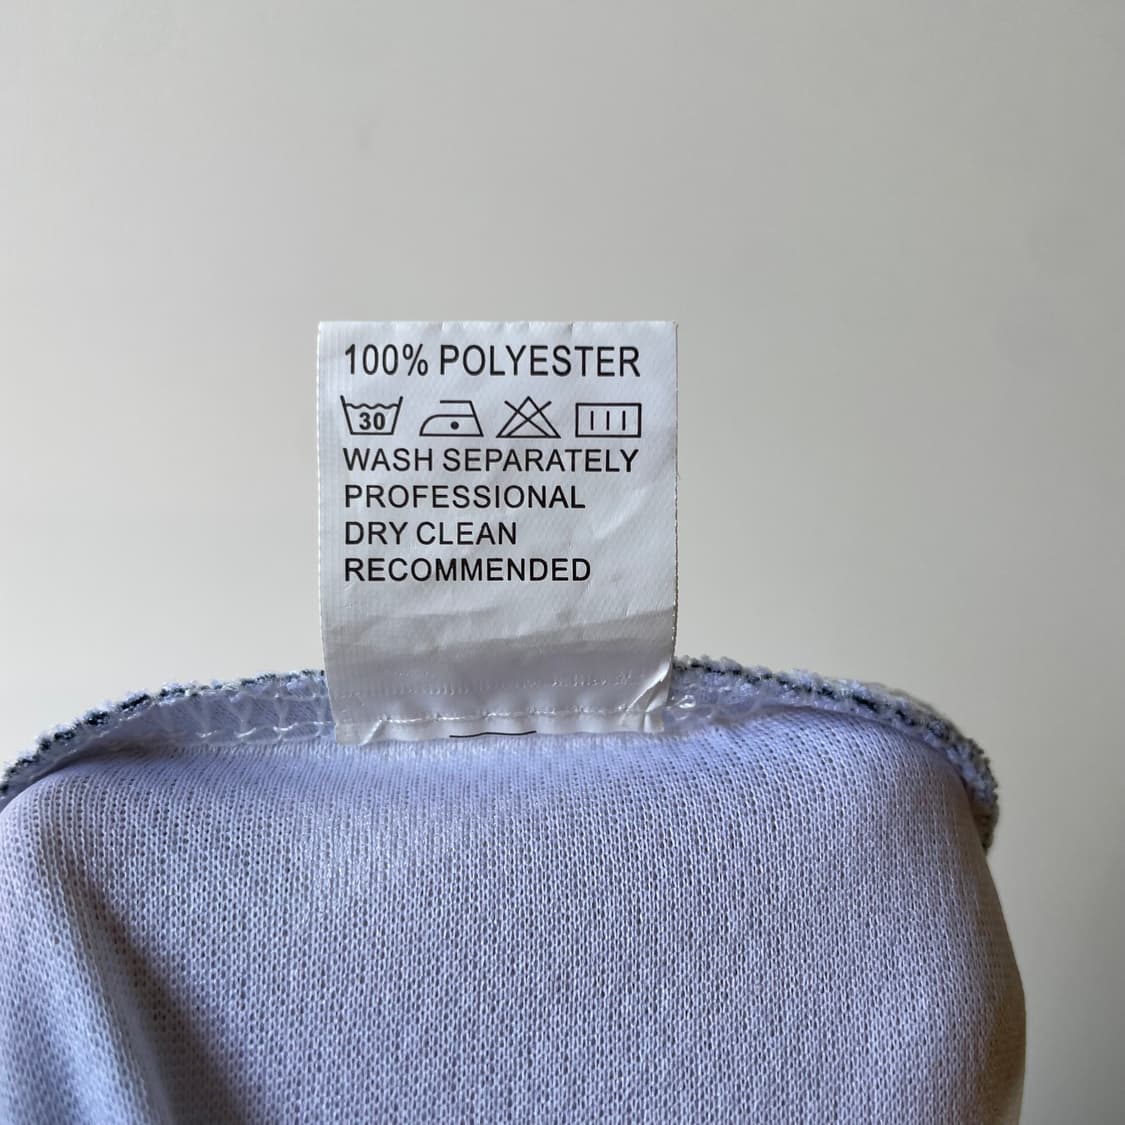 100% POLYESTER
30
WASH SEPARATELY
PROFESSIONAL
DRY CLEAN
RECOMMENDED